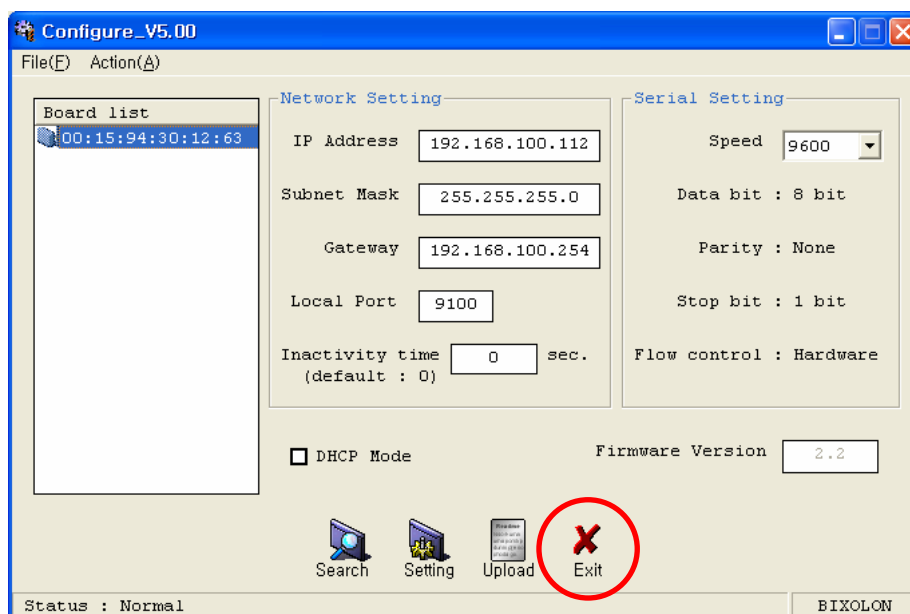 Configure_V5.00
File(F) Action(A)
Board list
00:15:94:30:12:63
Network Setting
IP Address 192.168.100.112
Subnet Mask 255.255.255.0
Gateway 192.168.100.254
Local Port 9100
Inactivity time 0 sec.
(default : 0)
Serial Setting
Speed 9600
Data bit : 8 bit
Parity : None
Stop bit : 1 bit
Flow control : Hardware
DHCP Mode
Firmware Version 2.2
Search Setting Upload Exit
Status : Normal BIXOLON